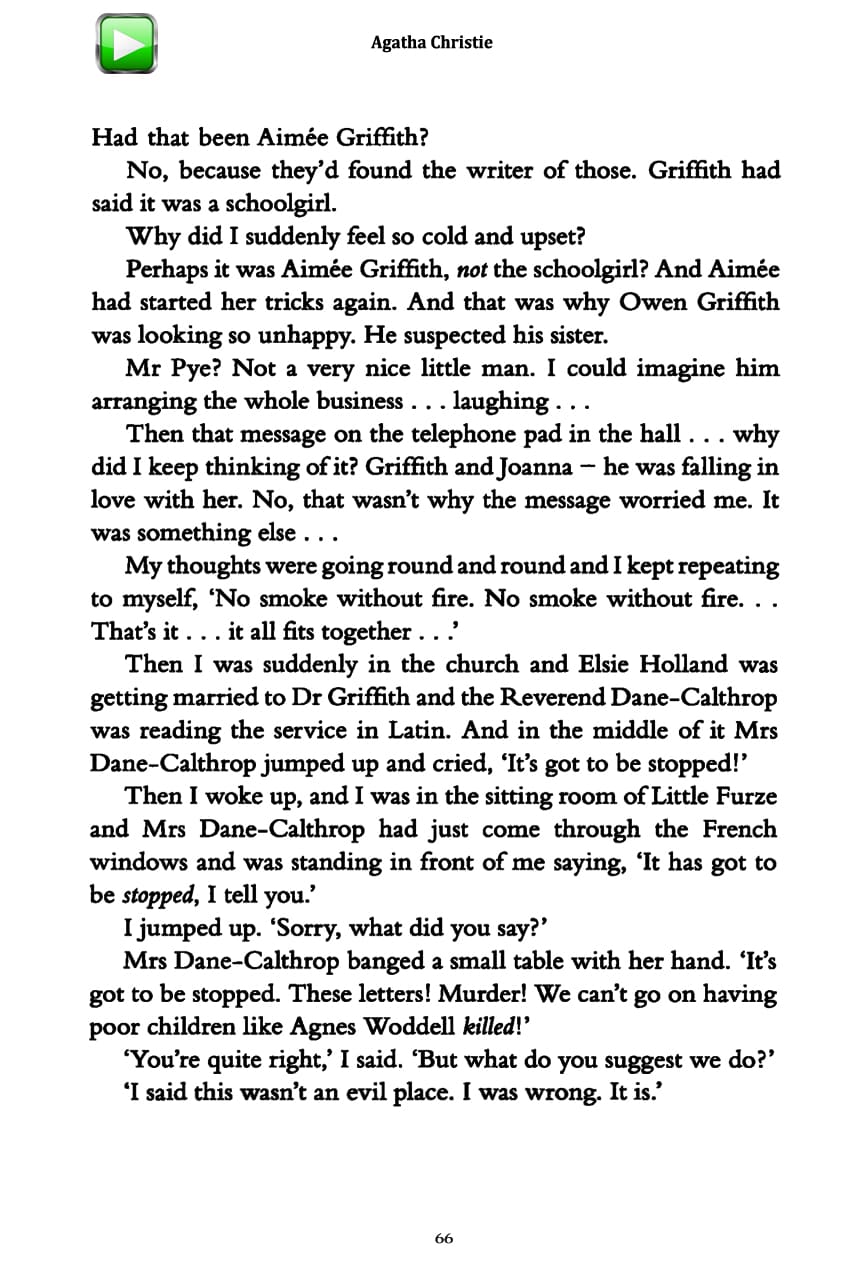 Agatha Christie
Had that been Aimée Griffith?
No, because they’d found the writer of those. Griffith had
said it was a schoolgirl.
Why did I suddenly feel so cold and upset?
Perhaps it was Aimée Griffith, not the schoolgirl? And Aimée
had started her tricks again. And that was why Owen Griffith
was looking so unhappy. He suspected his sister.
Mr Pye? Not a very nice little man. I could imagine him
arranging the whole business . . . laughing . . .
Then that message on the telephone pad in the hall . . . why
did I keep thinking of it? Griffith and Joanna – he was falling in
love with her. No, that wasn’t why the message worried me. It
was something else . . .
My thoughts were going round and round and I kept repeating
to myself, ‘No smoke without fire. No smoke without fire. . .
That’s it . . . it all fits together . . .’
Then I was suddenly in the church and Elsie Holland was
getting married to Dr Griffith and the Reverend Dane-Calthrop
was reading the service in Latin. And in the middle of it Mrs
Dane-Calthrop jumped up and cried, ‘It’s got to be stopped!’
Then I woke up, and I was in the sitting room of Little Furze
and Mrs Dane-Calthrop had just come through the French
windows and was standing in front of me saying, ‘It has got to
be stopped, I tell you.’
I jumped up. ‘Sorry, what did you say?’
Mrs Dane-Calthrop banged a small table with her hand. ‘It’s
got to be stopped. These letters! Murder! We can’t go on having
poor children like Agnes Woddell killed!’
‘You’re quite right,’ I said. ‘But what do you suggest we do?’
‘I said this wasn’t an evil place. I was wrong. It is.’
66